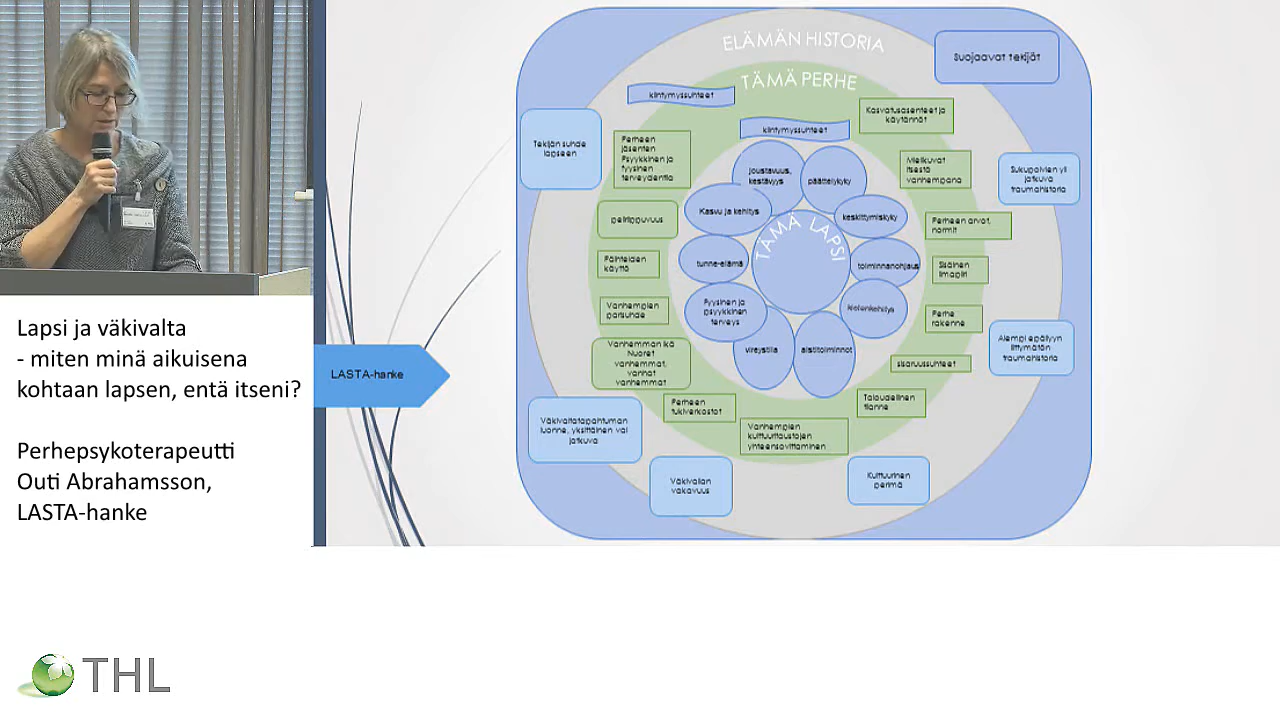 Lapsi ja väkivalta
- miten minä aikuisena
kohtaan lapsen, entä itseni?
Perhepsykoterapeutti
Outi Abrahamsson,
LASTA-hanke
THL
LASTA-hanke
ELÄMÄN HISTORIA
TÄMÄ PERHE
TÄMÄ LAPSI
Suojaavat tekijät
kiintymyssuhteet
kiintymyssuhteet
Kasvatusasenteet ja
käytännöt
Tekijän suhde
lapseen
Perheen
jäsenten
Psyykkinen ja
fyysinen
terveydentila
joustavuus,
kestävyys
päättelykyky
Mielikuvat
itsestä
vanhempana
Sukupolvien yli
jatkuva
traumahistoria
peliriippuvuus
Kasvu ja kehitys
keskittymiskyky
Perheen arvot,
normit
Päihteiden
käyttö
tunne-elämä
toiminnanohjaus
Sisäinen
ilmapiiri
Vanhempien
parisuhde
Fyysinen ja
psyykkinen
terveys
kielenkehitys
Perhe
rakenne
Aiempi epäilyyn
liittymätön
traumahistoria
Vanhemman ikä
Nuoret
vanhemmat,
vanhat
vanhemmat
vireystila
aistitoiminnot
sisaruussuhteet
Perheen
tukiverkostot
Taloudellinen
tilanne
Väkivaltatapahtuman
luonne, yksittäinen vai
jatkuva
Vanhempien
kulttuuritaustojen
yhteensovittaminen
Väkivallan
vakavuus
Kulttuurinen
perimä